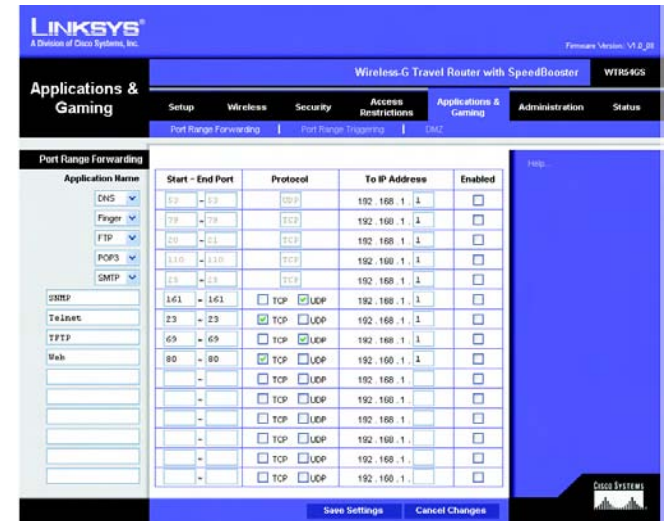 LINKSYS®
A Division of Cisco Systems, Inc.
Firmware Version: V1.0_01
Wireless-G Travel Router with SpeedBooster WTR54GS
Applications & Gaming
Setup Wireless Security Access Restrictions Applications & Gaming Administration Status
Port Range Forwarding | Port Range Triggering | DMZ
Port Range Forwarding
Help...
Application Name Start ~ End Port Protocol To IP Address Enabled
DNS 53 ~ 53 UDP 192 . 168 . 1 . 1
Finger 79 ~ 79 TCP 192 . 168 . 1 . 1
FTP 20 ~ 21 TCP 192 . 168 . 1 . 1
POP3 110 ~ 110 TCP 192 . 168 . 1 . 1
SMTP 25 ~ 25 TCP 192 . 168 . 1 . 1
SNMP 161 ~ 161 TCP UDP 192 . 168 . 1 . 1
Telnet 23 ~ 23 TCP UDP 192 . 168 . 1 . 1
TFTP 69 ~ 69 TCP UDP 192 . 168 . 1 . 1
Web 80 ~ 80 TCP UDP 192 . 168 . 1 . 1
~ TCP UDP 192 . 168 . 1 .
~ TCP UDP 192 . 168 . 1 .
~ TCP UDP 192 . 168 . 1 .
~ TCP UDP 192 . 168 . 1 .
~ TCP UDP 192 . 168 . 1 .
Save Settings Cancel Changes
CISCO SYSTEMS